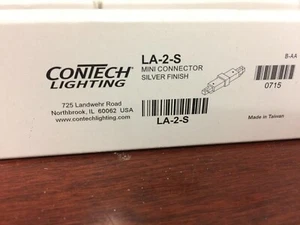 CONTECH
LIGHTING
725 Landwehr Road
Northbrook, IL 60062 USA
www.contechlighting.com
LA-2-S
MINI CONNECTOR
SILVER FINISH
LA-2-S
B-AA
0715
Made in Taiwan